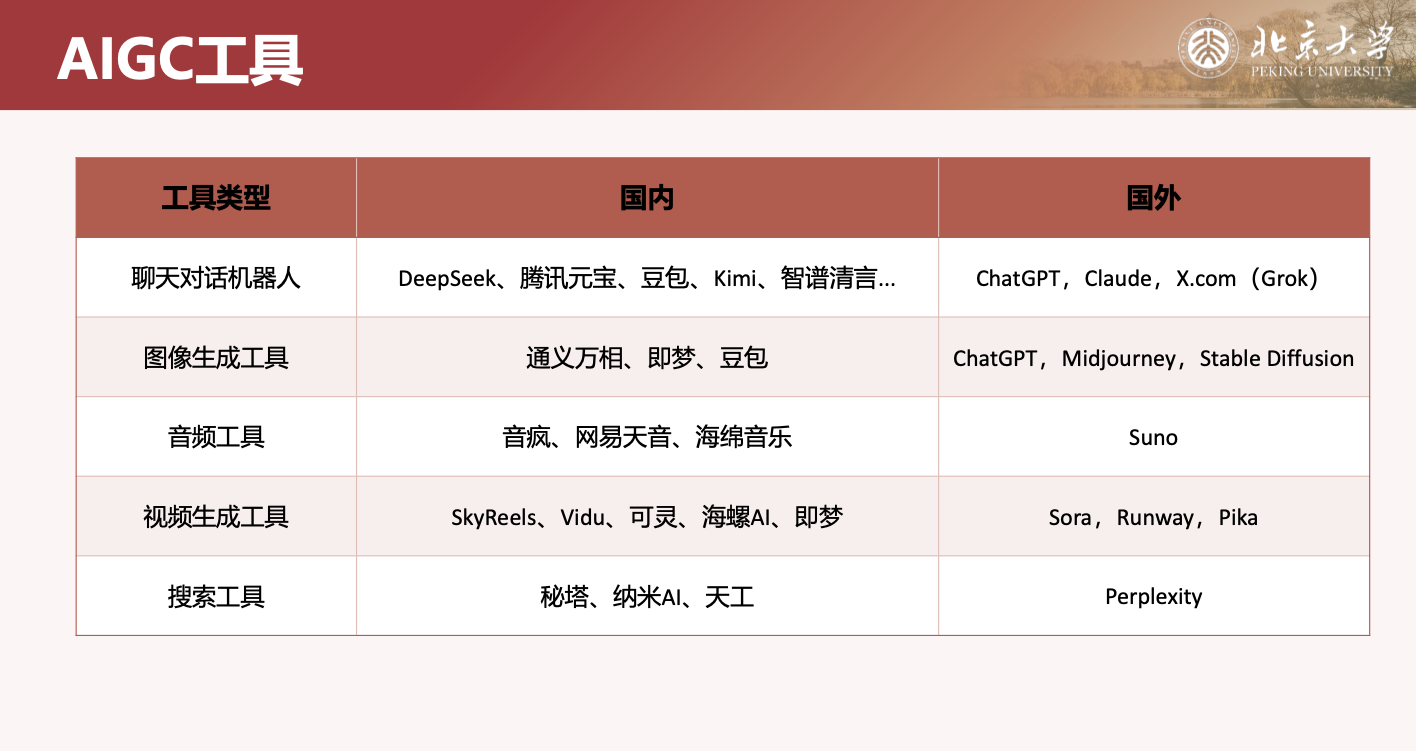 AIGC工具
北京大学
PEKING UNIVERSITY
工具类型 国内 国外
聊天对话机器人 DeepSeek、腾讯元宝、豆包、Kimi、智谱清言... ChatGPT，Claude，X.com（Grok）
图像生成工具 通义万相、即梦、豆包 ChatGPT，Midjourney，Stable Diffusion
音频工具 音疯、网易天音、海绵音乐 Suno
视频生成工具 SkyReels、Vidu、可灵、海螺AI、即梦 Sora，Runway，Pika
搜索工具 秘塔、纳米AI、天工 Perplexity